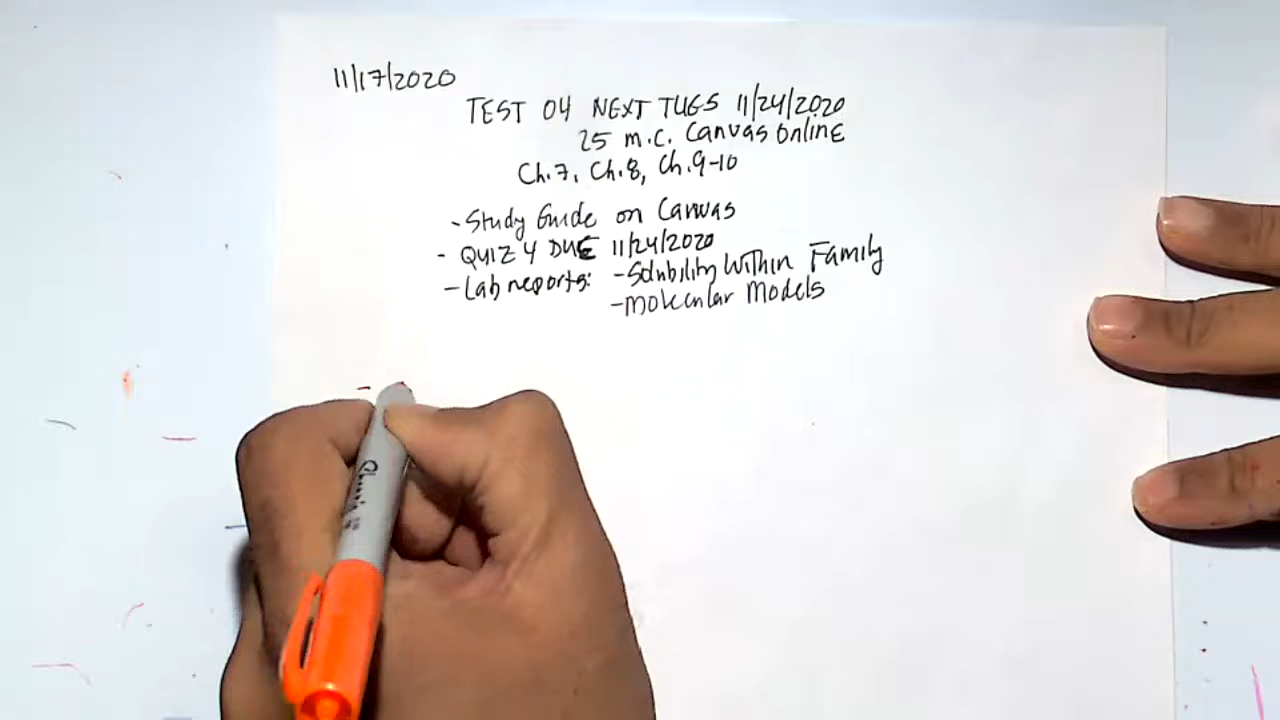 11/17/2020
TEST 04 NEXT TUES 11/24/2020
25 m.c. Canvas Online
Ch.7, Ch.8, Ch.9-10
-Study Guide on Canvas
- QUIZ 4 DUE 11/24/2020
-Lab reports: -Solubility Within Family
-Molecular Models
Sharpie